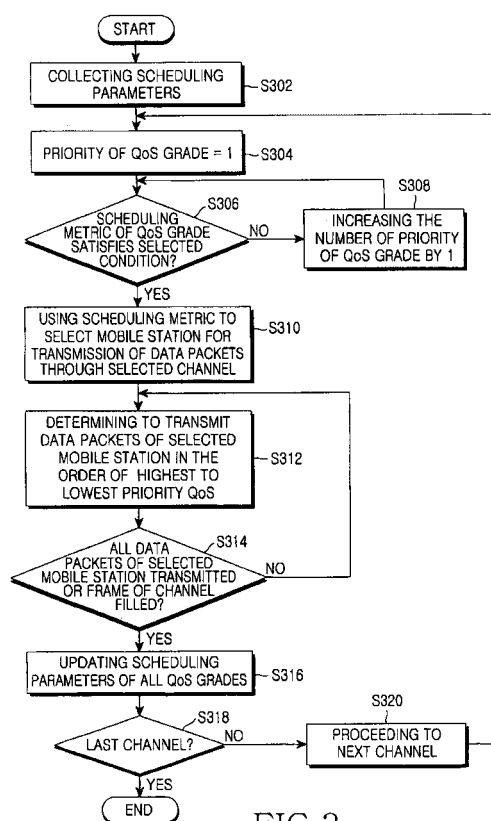 START
COLLECTING SCHEDULING
PARAMETERS
S302
PRIORITY OF QoS GRADE = 1
S304
S306
SCHEDULING
METRIC OF QoS GRADE
SATISFIES SELECTED
CONDITION?
NO
S308
INCREASING THE
NUMBER OF PRIORITY
OF QoS GRADE BY 1
YES
USING SCHEDULING METRIC TO
SELECT MOBILE STATION FOR
TRANSMISSION OF DATA PACKETS
THROUGH SELECTED CHANNEL
S310
DETERMINING TO TRANSMIT
DATA PACKETS OF SELECTED
MOBILE STATION IN THE
ORDER OF HIGHEST TO
LOWEST PRIORITY QoS
S312
S314
ALL DATA
PACKETS OF SELECTED
MOBILE STATION TRANSMITTED
OR FRAME OF CHANNEL
FILLED?
NO
YES
UPDATING SCHEDULING
PARAMETERS OF ALL QoS GRADES
S316
S318
LAST CHANNEL?
NO
S320
PROCEEDING TO
NEXT CHANNEL
YES
END